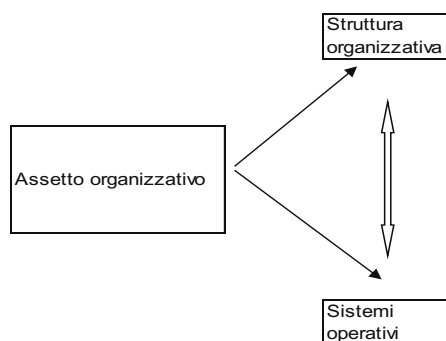 Struttura
organizzativa
Assetto organizzativo
Sistemi
operativi